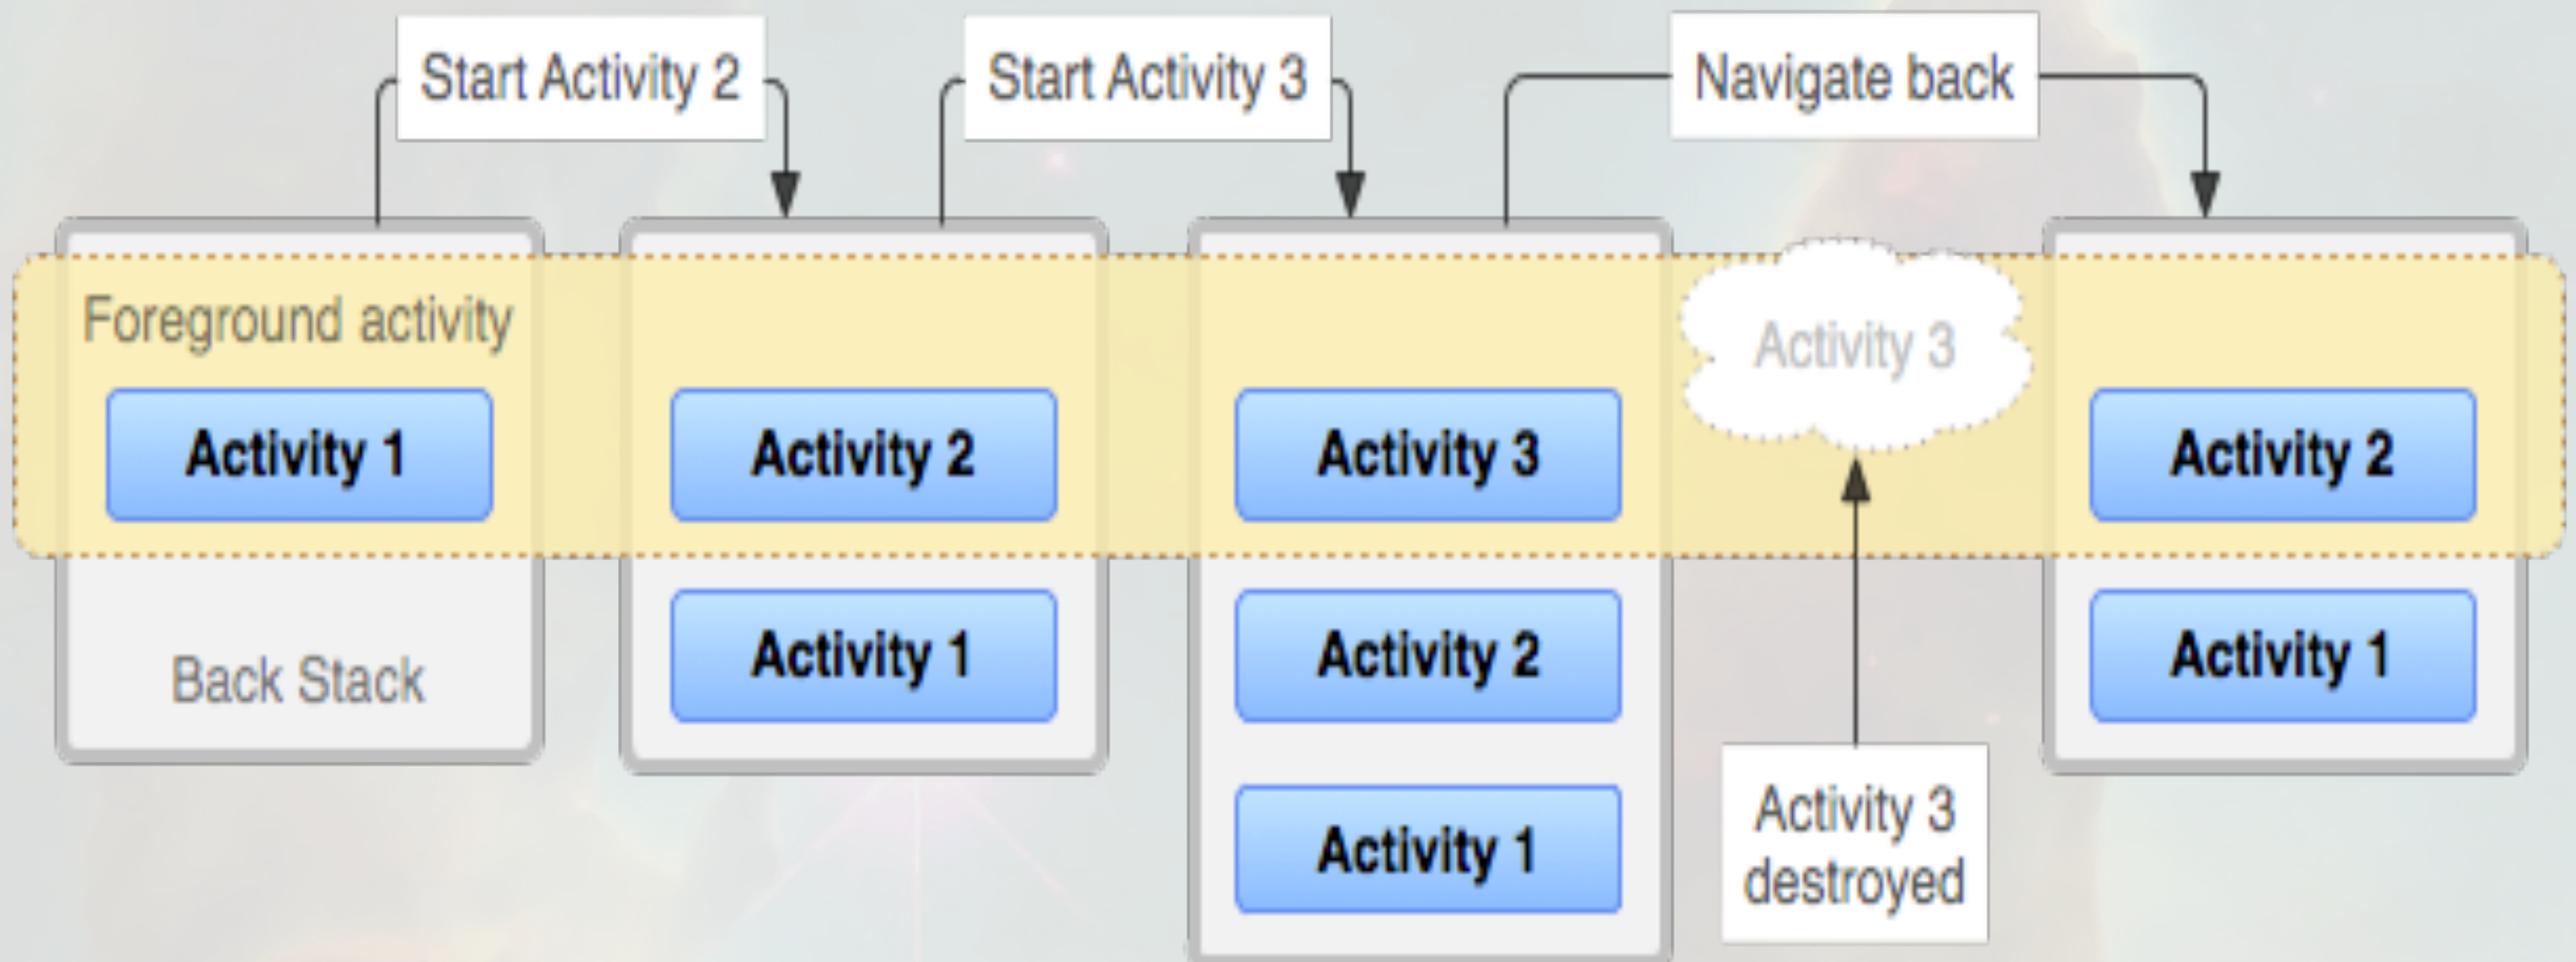 Start Activity 2
Start Activity 3
Navigate back
Foreground activity
Activity 1
Back Stack
Activity 2
Activity 1
Activity 3
Activity 2
Activity 1
Activity 3
Activity 3
destroyed
Activity 2
Activity 1